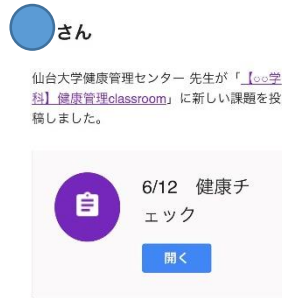 さん
仙台大学健康管理センター 先生が「【○○学
科】健康管理classroom」に新しい課題を投
稿しました。
6/12　健康チ
ェック
開く